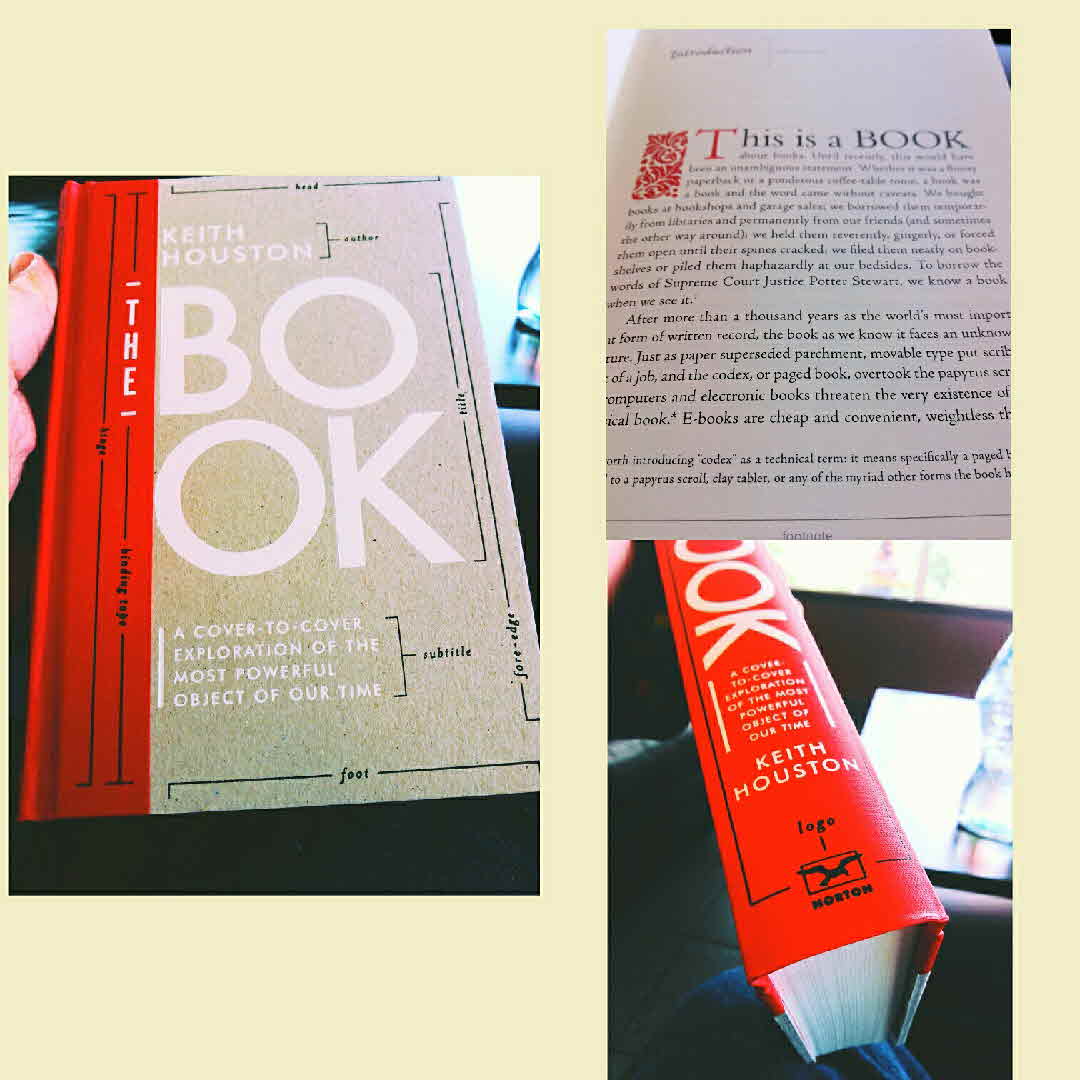 head
KEITH
HOUSTON
author
BO
OK
THE
title
hinge
binding tape
A COVER-TO-COVER
EXPLORATION OF THE
MOST POWERFUL
OBJECT OF OUR TIME
subtitle
fore-edge
foot
Introduction
This is a BOOK
about books. Until recently, this would have
been an unambiguous statement. Whether it was a flimsy
paperback or a ponderous coffee-table tome, a book was
a book and the word came without caveats. We bought
books at bookshops and garage sales; we borrowed them temporar-
ily from libraries and permanently from our friends (and sometimes
the other way around); we held them reverently, gingerly, or forced
them open until their spines cracked; we filed them neatly on book-
shelves or piled them haphazardly at our bedsides. To borrow the
words of Supreme Court Justice Potter Stewart, we know a book
when we see it.
After more than a thousand years as the world's most import
t form of written record, the book as we know it faces an unknow
ture. Just as paper superseded parchment, movable type put scrib
of a job, and the codex, or paged book, overtook the papyrus scr
omputers and electronic books threaten the very existence of
ical book.* E-books are cheap and convenient, weightless th
orth introducing "codex" as a technical term: it means specifically a paged b
to a papyrus scroll, clay tablet, or any of the myriad other forms the book h
footnote
OOK
A COVER-
TO-COVER
EXPLORATION
OF THE MOST
POWERFUL
OBJECT OF
OUR TIME
KEITH
HOUSTON
logo
NORTON